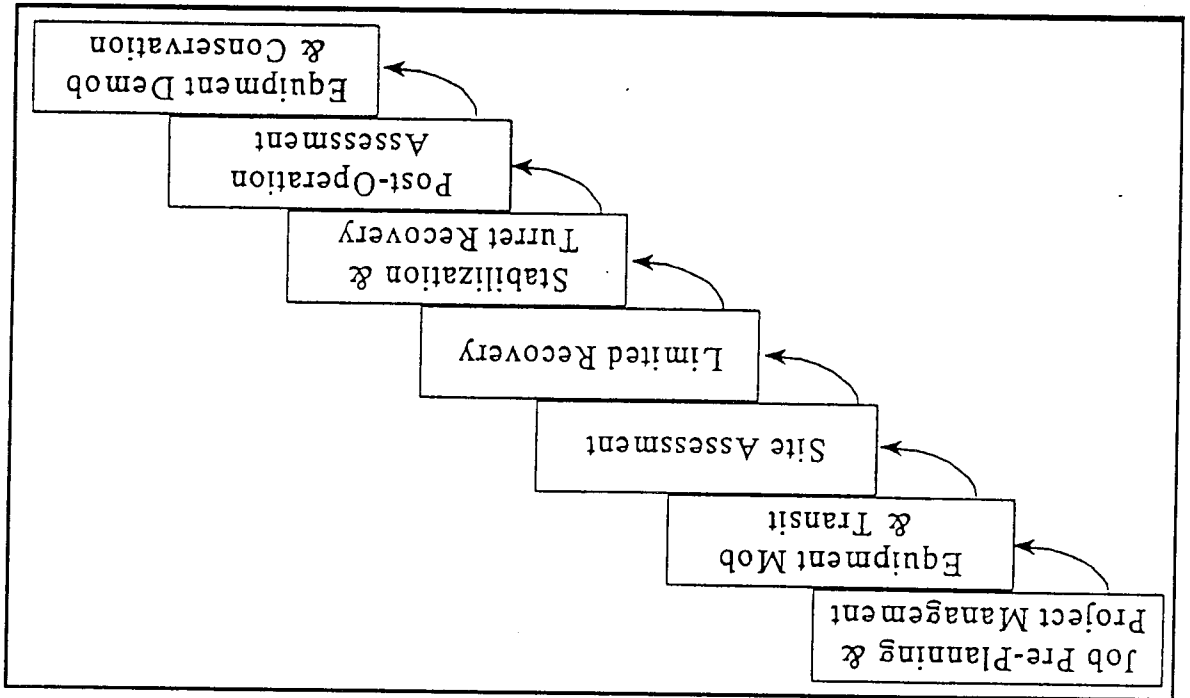 Job Pre-Planning &
Project Management
Equipment Mob
& Transit
Site Assessment
Limited Recovery
Stabilization &
Turret Recovery
Post-Operation
Assessment
Equipment Demob
& Conservation